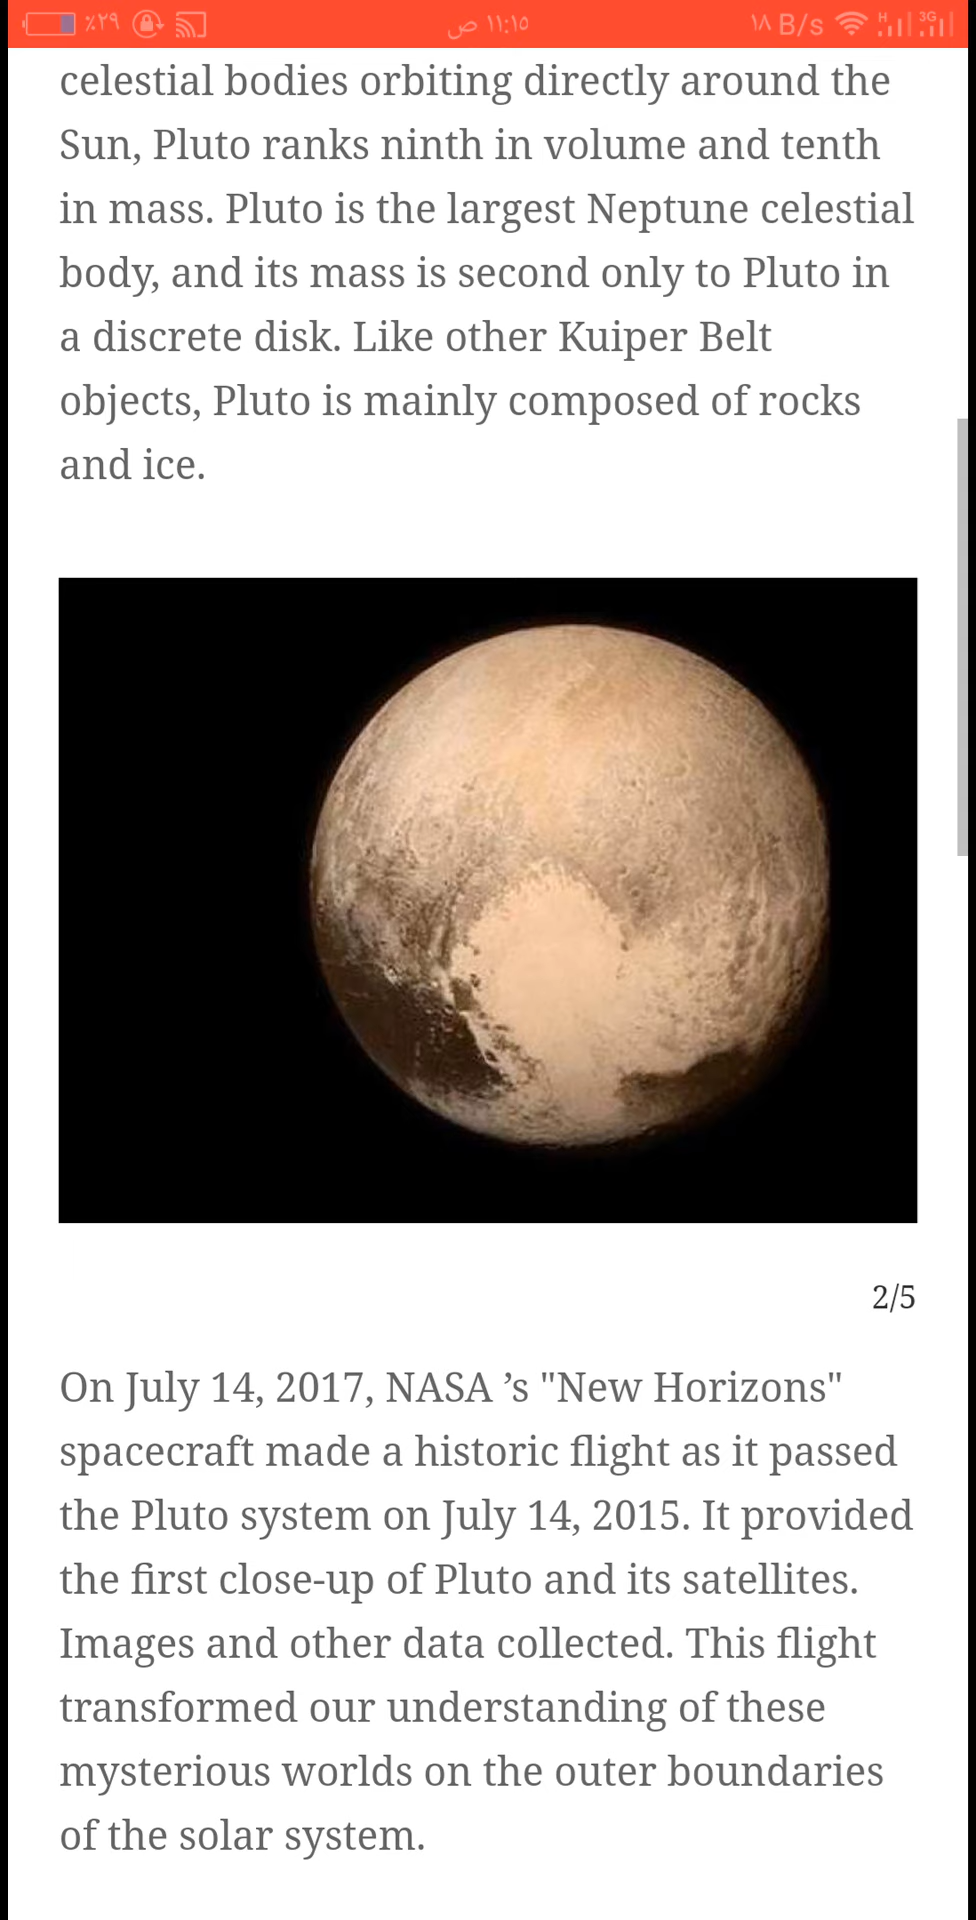 ٪٢٩ ١١:١٥ ص ١٨ B/s H 3G
celestial bodies orbiting directly around the
Sun, Pluto ranks ninth in volume and tenth
in mass. Pluto is the largest Neptune celestial
body, and its mass is second only to Pluto in
a discrete disk. Like other Kuiper Belt
objects, Pluto is mainly composed of rocks
and ice.
2/5
On July 14, 2017, NASA ’s "New Horizons"
spacecraft made a historic flight as it passed
the Pluto system on July 14, 2015. It provided
the first close-up of Pluto and its satellites.
Images and other data collected. This flight
transformed our understanding of these
mysterious worlds on the outer boundaries
of the solar system.